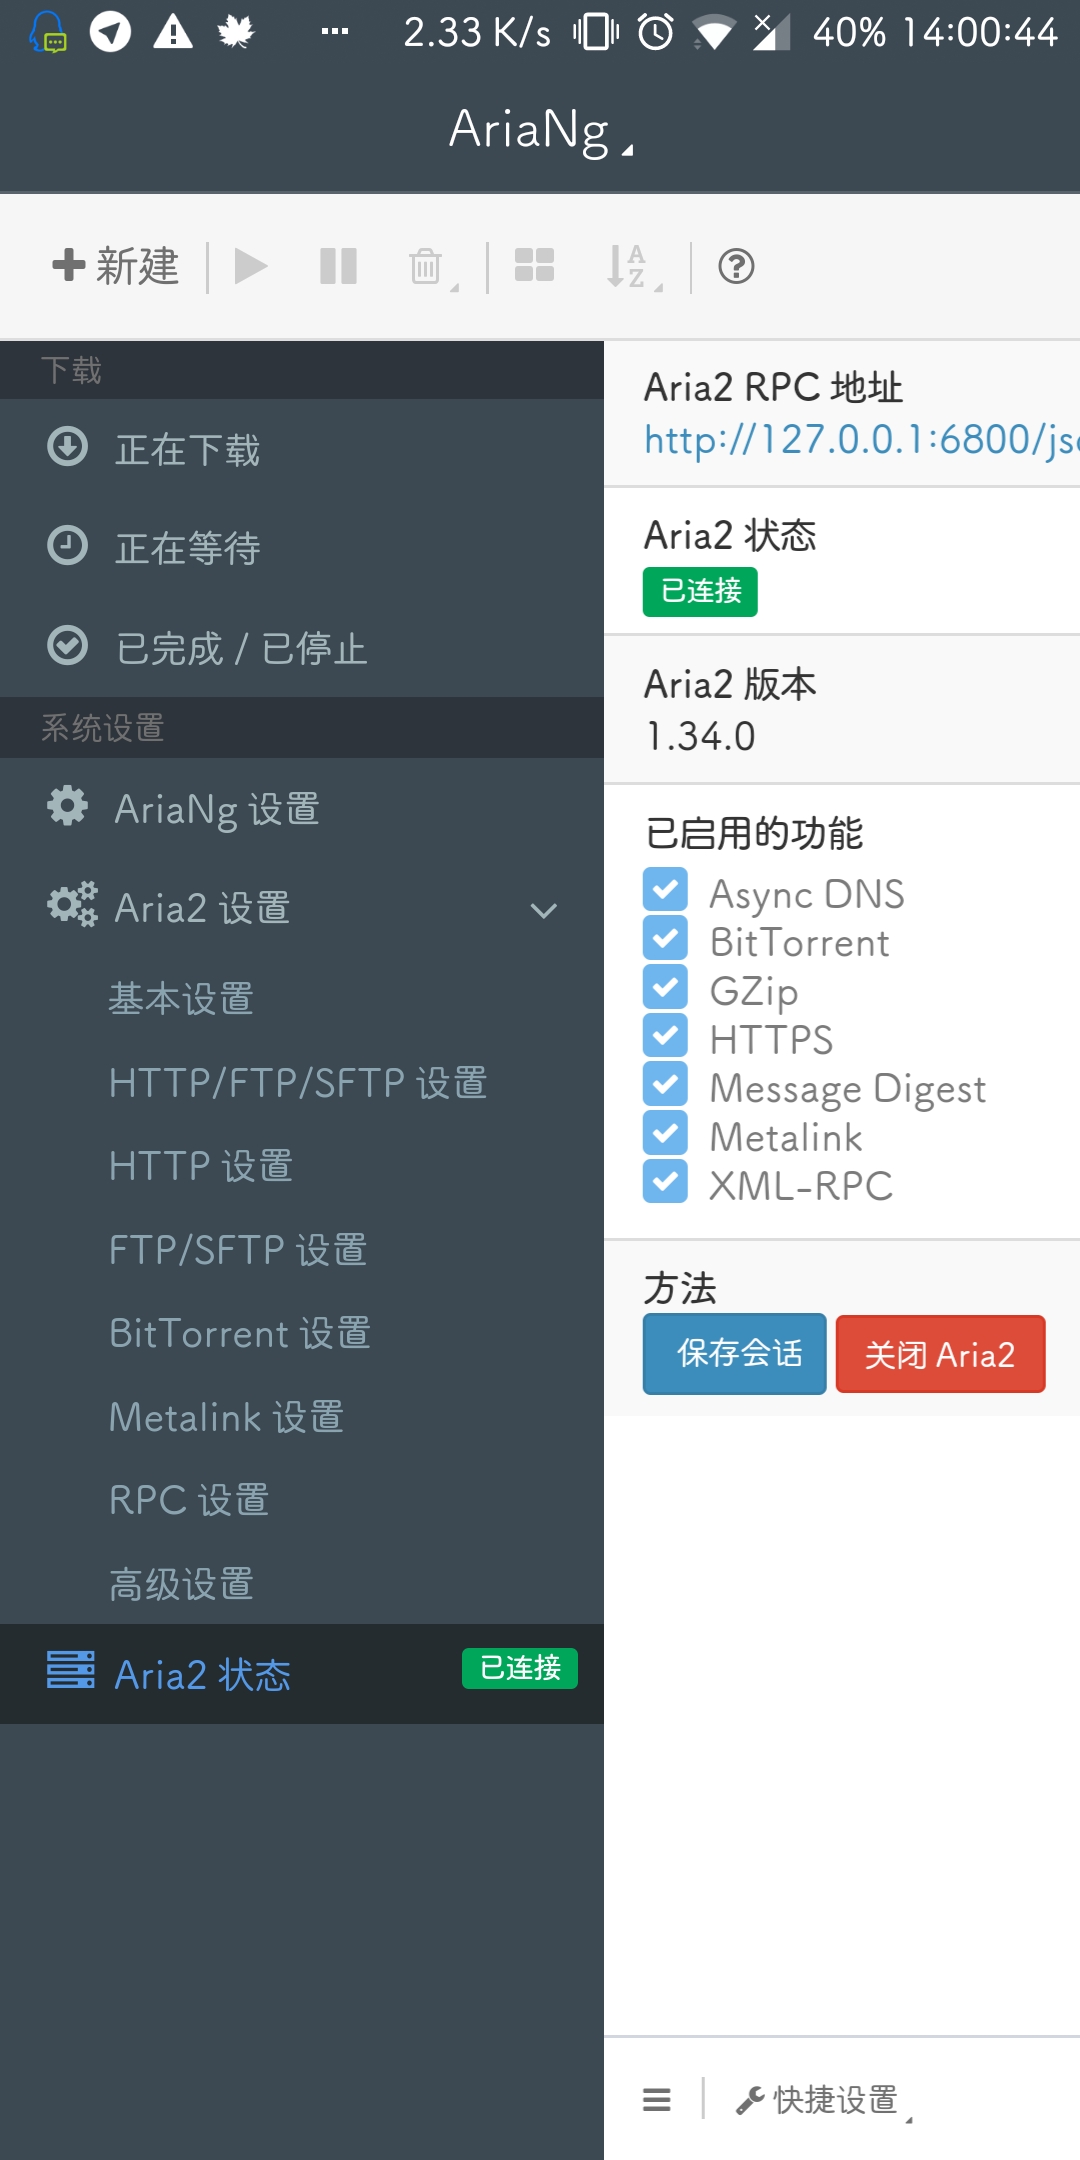 2.33 K/s 40% 14:00:44
AriaNg
新建
下载
正在下载
正在等待
已完成 / 已停止
系统设置
AriaNg 设置
Aria2 设置
基本设置
HTTP/FTP/SFTP 设置
HTTP 设置
FTP/SFTP 设置
BitTorrent 设置
Metalink 设置
RPC 设置
高级设置
Aria2 状态 已连接
Aria2 RPC 地址
http://127.0.0.1:6800/jso
Aria2 状态
已连接
Aria2 版本
1.34.0
已启用的功能
Async DNS
BitTorrent
GZip
HTTPS
Message Digest
Metalink
XML-RPC
方法
保存会话 关闭 Aria2
快捷设置